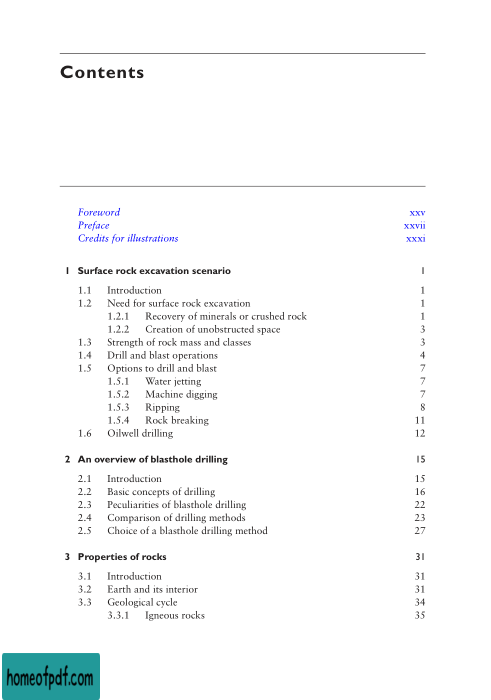 Contents
Foreword xxv
Preface xxvii
Credits for illustrations xxxi
1 Surface rock excavation scenario 1
1.1 Introduction 1
1.2 Need for surface rock excavation 1
1.2.1 Recovery of minerals or crushed rock 1
1.2.2 Creation of unobstructed space 3
1.3 Strength of rock mass and classes 3
1.4 Drill and blast operations 4
1.5 Options to drill and blast 7
1.5.1 Water jetting 7
1.5.2 Machine digging 7
1.5.3 Ripping 8
1.5.4 Rock breaking 11
1.6 Oilwell drilling 12
2 An overview of blasthole drilling 15
2.1 Introduction 15
2.2 Basic concepts of drilling 16
2.3 Peculiarities of blasthole drilling 22
2.4 Comparison of drilling methods 23
2.5 Choice of a blasthole drilling method 27
3 Properties of rocks 31
3.1 Introduction 31
3.2 Earth and its interior 31
3.3 Geological cycle 34
3.3.1 Igneous rocks 35
homeofpdf.com